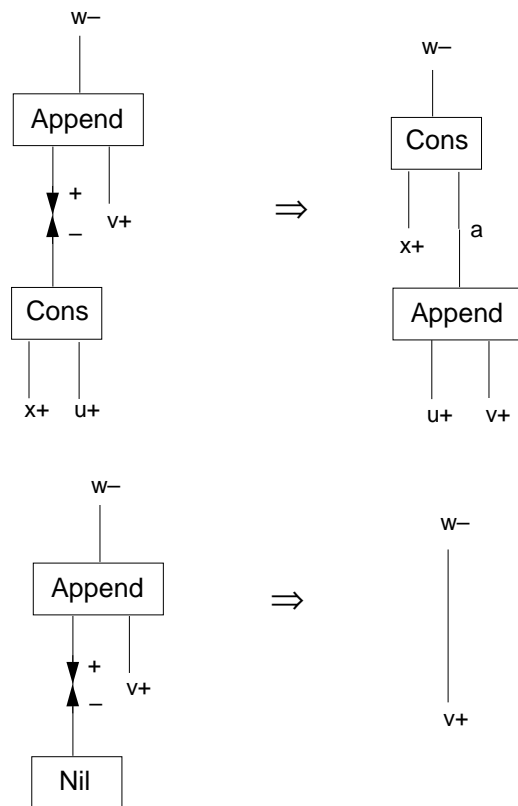 w–
Append
+
v+
–
Cons
x+ u+
⇒
w–
Cons
x+
a
Append
u+ v+
w–
Append
+
v+
–
Nil
⇒
w–
v+